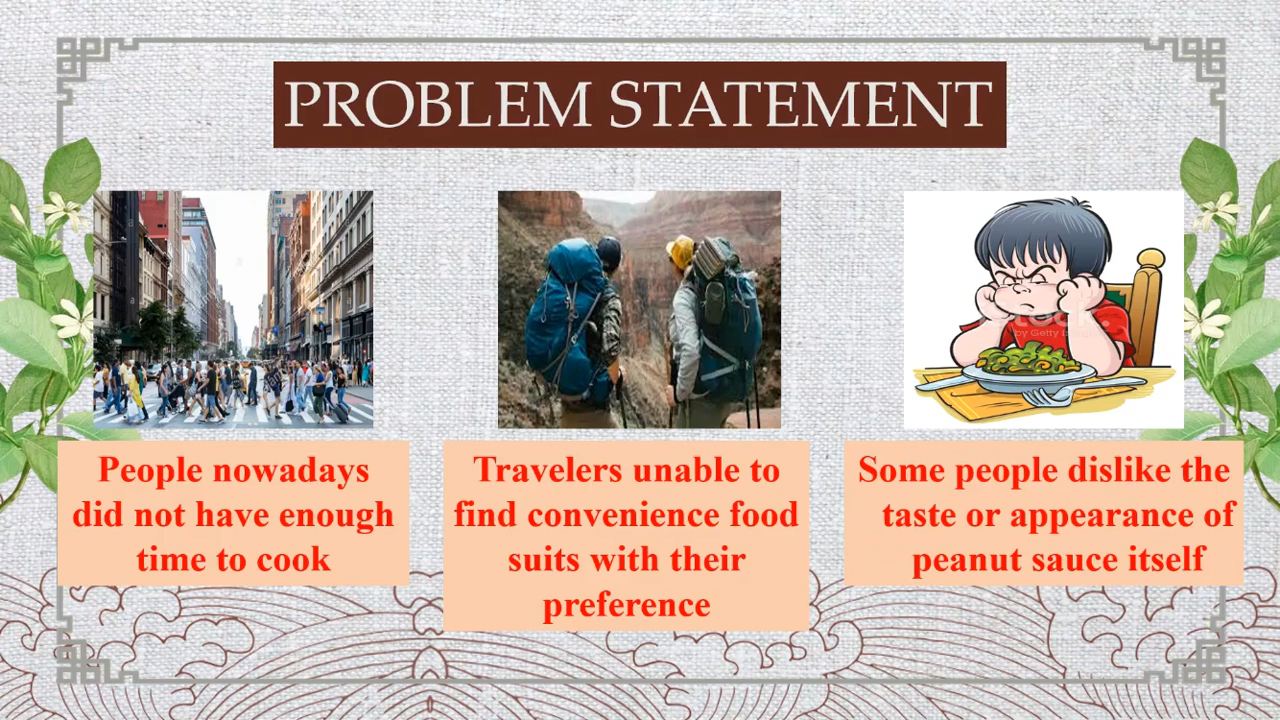 PROBLEM STATEMENT
People nowadays
did not have enough
time to cook
Travelers unable to
find convenience food
suits with their
preference
Some people dislike the
taste or appearance of
peanut sauce itself